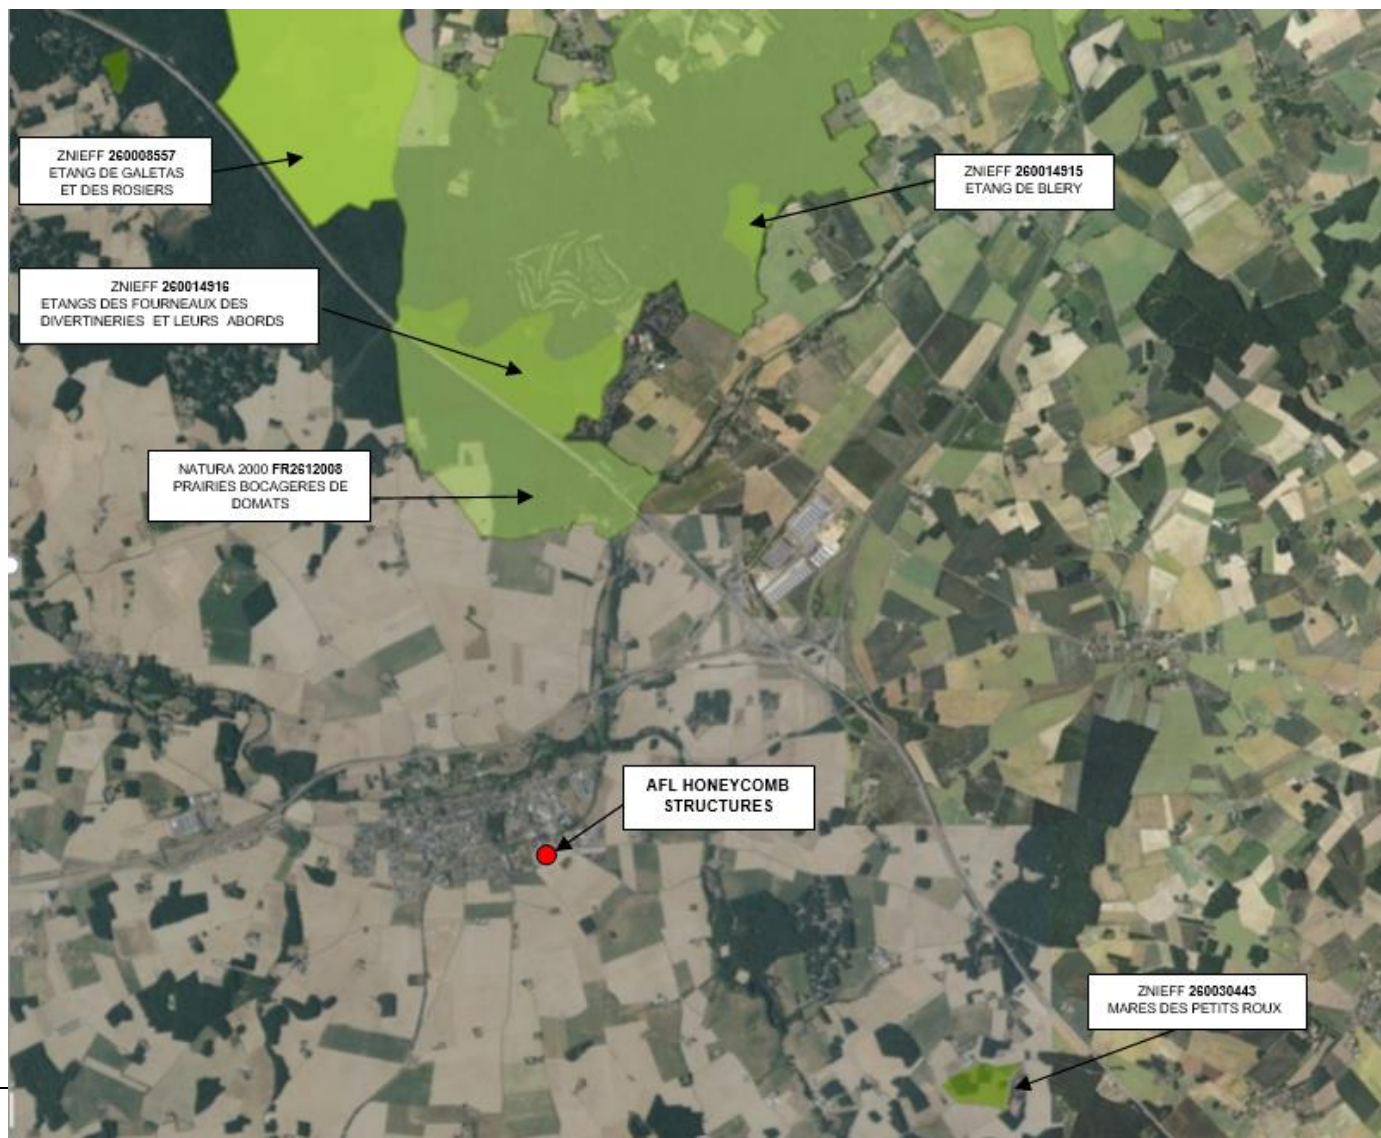 ZNIEFF 260008557
ETANG DE GALETAS
ET DES ROSIERS
ZNIEFF 260014915
ETANG DE BLERY
ZNIEFF 260014916
ETANGS DES FOURNEAUX DES
DIVERTINERIES ET LEURS ABORDS
NATURA 2000 FR2612008
PRAIRIES BOCAGERES DE
DOMATS
AFL HONEYCOMB
STRUCTURES
ZNIEFF 260030443
MARES DES PETITS ROUX